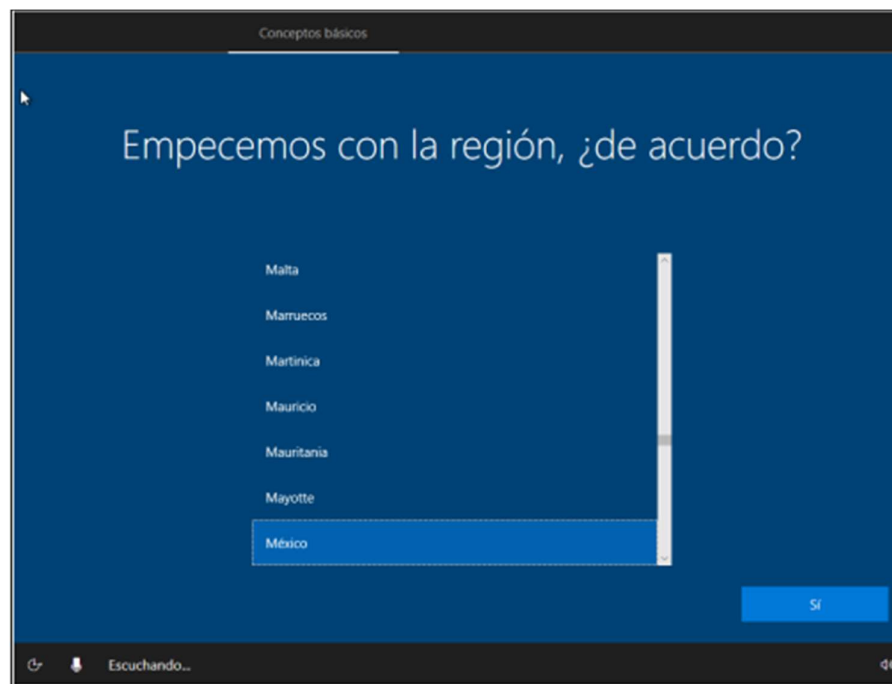 Conceptos básicos
Empecemos con la región, ¿de acuerdo?
Malta
Marruecos
Martinica
Mauricio
Mauritania
Mayotte
México
Sí
Escuchando...